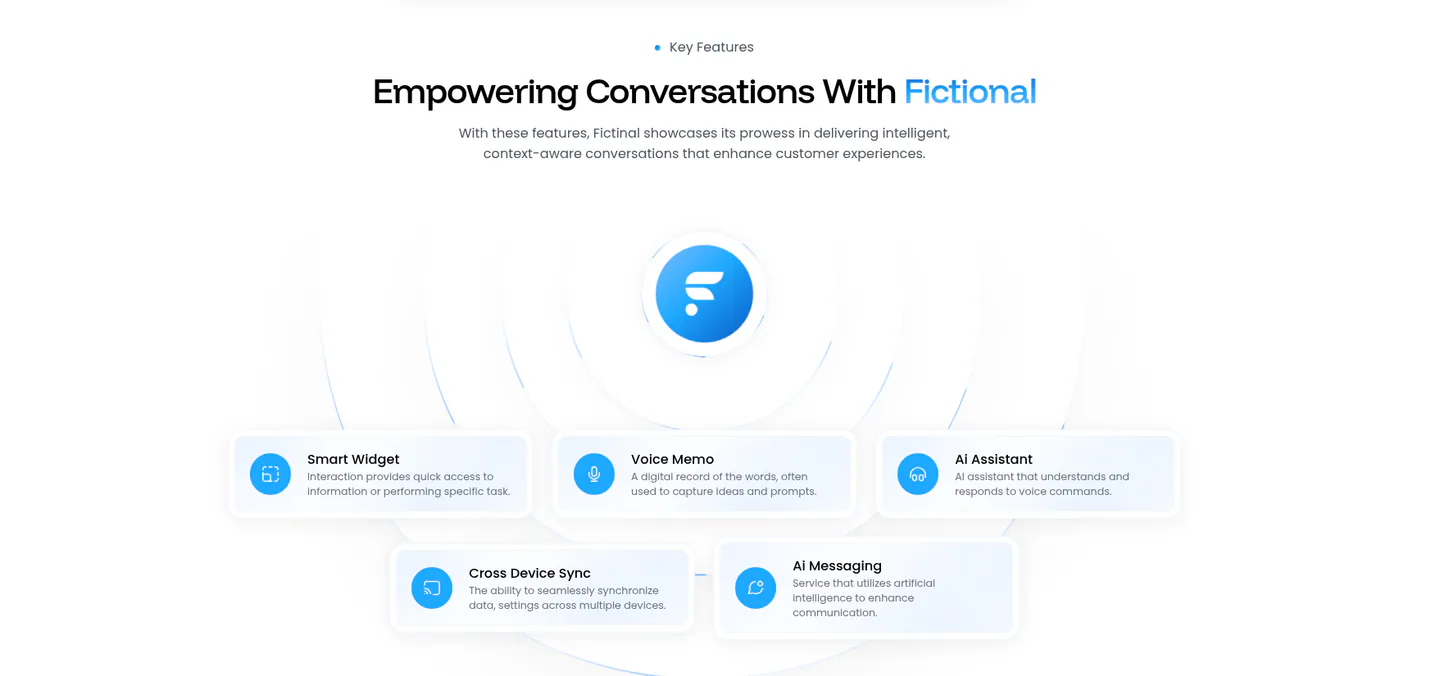 Key Features
Empowering Conversations With Fictional
With these features, Fictinal showcases its prowess in delivering intelligent,
context-aware conversations that enhance customer experiences.
Smart Widget
Interaction provides quick access to
information or performing specific task.
Voice Memo
A digital record of the words, often
used to capture ideas and prompts.
Ai Assistant
AI assistant that understands and
responds to voice commands.
Cross Device Sync
The ability to seamlessly synchronize
data, settings across multiple devices.
Ai Messaging
Service that utilizes artificial
intelligence to enhance
communication.